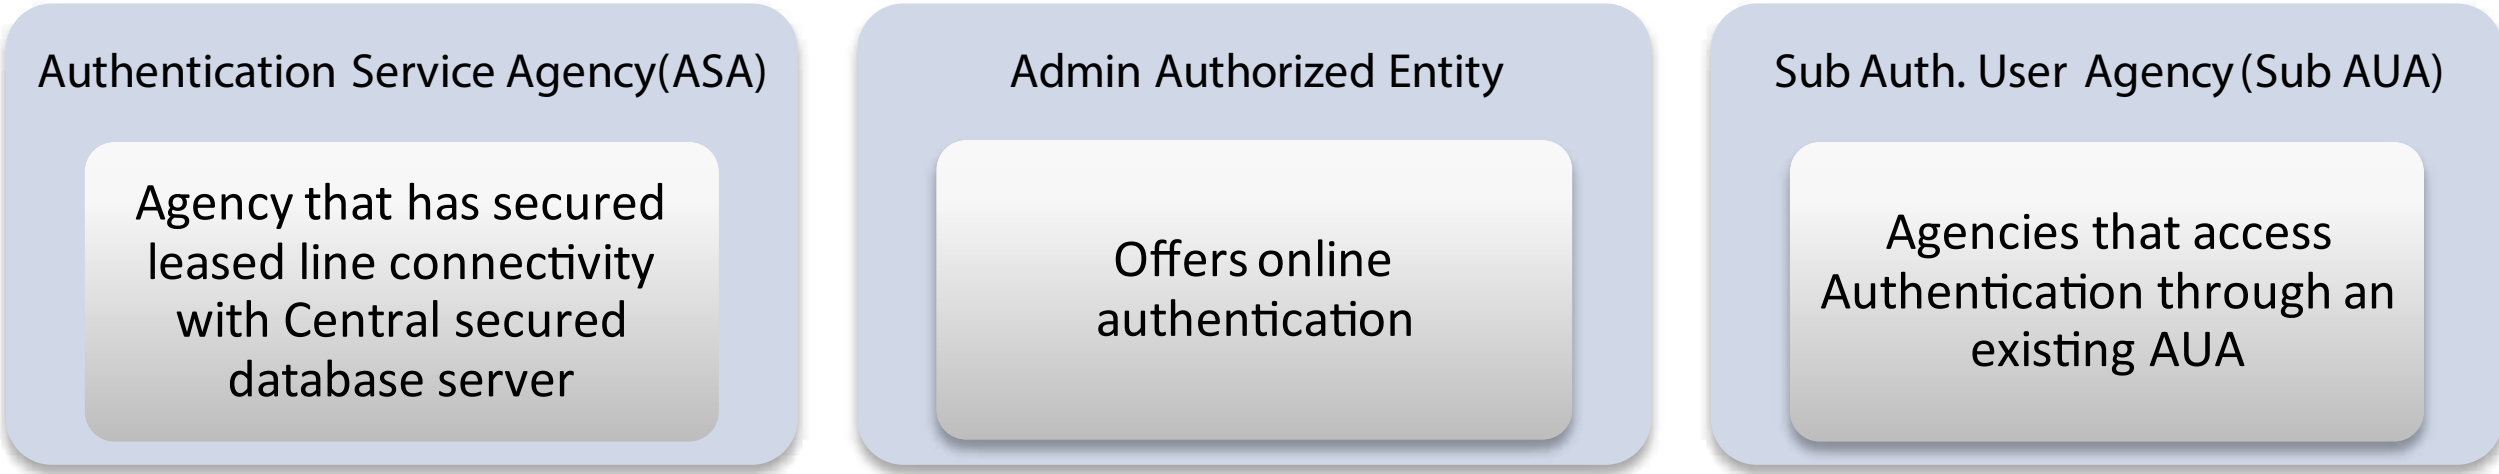 Authentication Service Agency(ASA)
Agency that has secured
leased line connectivity
with Central secured
database server
Admin Authorized Entity
Offers online
authentication
Sub Auth. User Agency(Sub AUA)
Agencies that access
Authentication through an
existing AUA